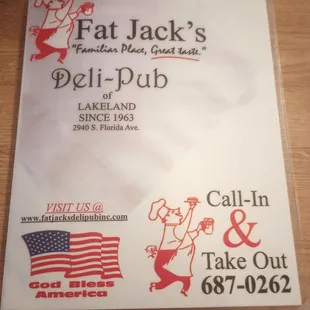 Fat Jack's
"Familiar Place, Great taste."
Deli-Pub
of
LAKELAND
SINCE 1963
2940 S. Florida Ave.
VISIT US @
www.fatjacksdelipubinc.com
God Bless
America
Call-In
&
Take Out
687-0262